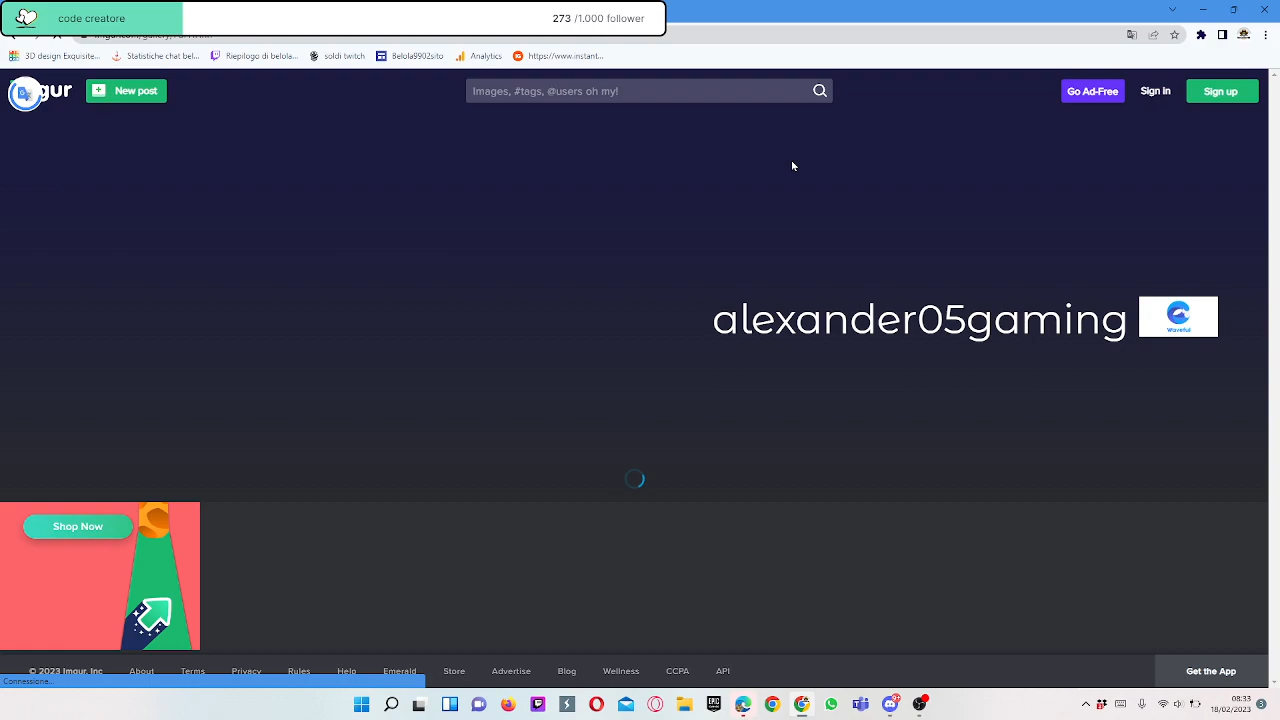 code creatore
273 /1.000 follower
3D design Exquisite...
Statistiche chat bel...
Riepilogo di belola...
soldi twitch
Belola9902sito
Analytics
https://www.instant...
New post
Images, #tags, @users oh my!
Go Ad-Free
Sign in
Sign up
alexander05gaming
Waveful
Shop Now
© 2023 Imgur, Inc
About
Terms
Privacy
Rules
Help
Emerald
Store
Advertise
Blog
Wellness
CCPA
API
Get the App
Connessione...
EPIC
08:33
18/02/2023
3